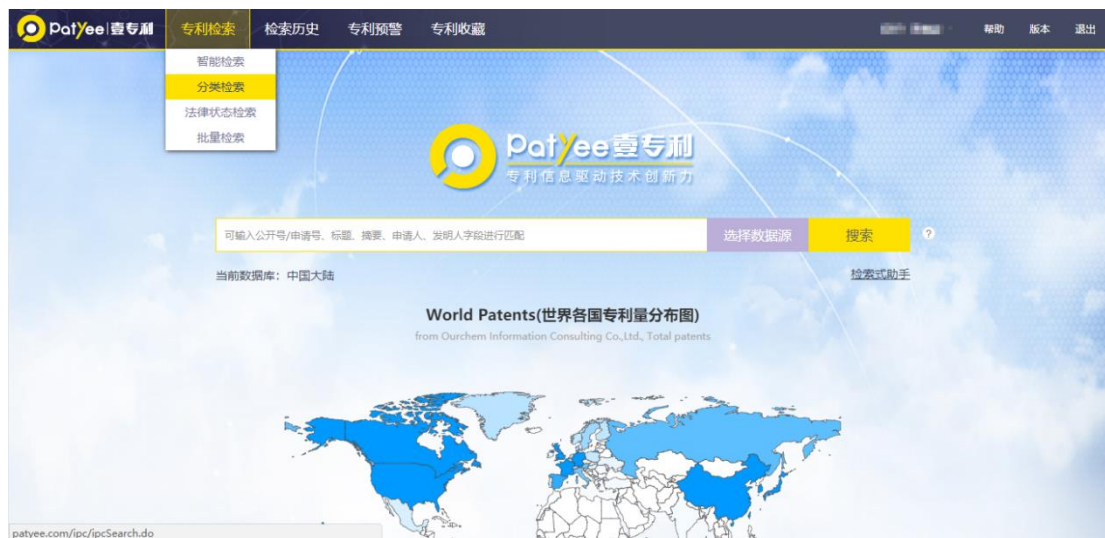 Patyee 壹专利 专利检索 检索历史 专利预警 专利收藏 帮助 版本 退出
智能检索
分类检索
法律状态检索
批量检索
Patyee 壹专利
专利信息驱动技术创新力
可输入公开号/申请号、标题、摘要、申请人、发明人字段进行匹配 选择数据源 搜索 ?
当前数据库：中国大陆 检索式助手
World Patents(世界各国专利量分布图)
from Ourchem Information Consulting Co.,Ltd., Total patents
patyee.com/ipc/ipcSearch.do